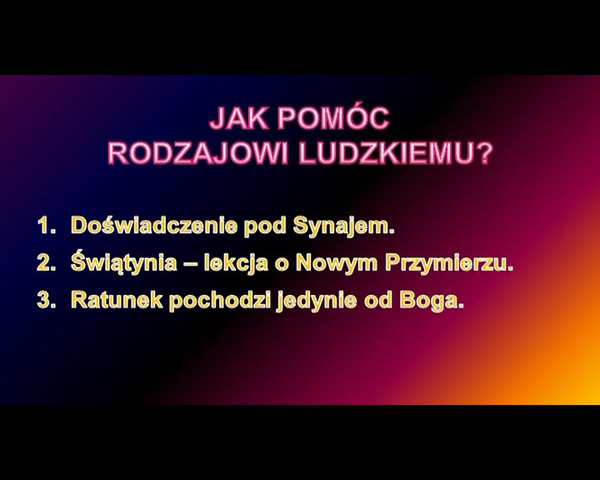 JAK POMÓC
RODZAJOWI LUDZKIEMU?
1. Doświadczenie pod Synajem.
2. Świątynia – lekcja o Nowym Przymierzu.
3. Ratunek pochodzi jedynie od Boga.